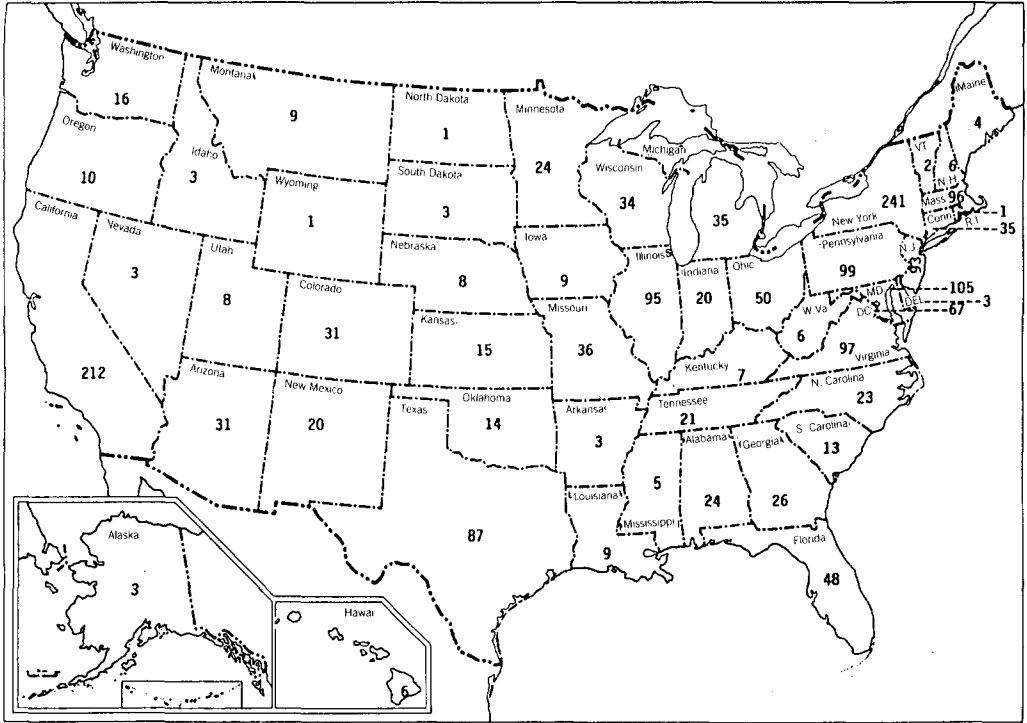 Washington
16
Oregon
10
California
212
Nevada
3
Idaho
3
Montana
9
Wyoming
1
Utah
8
Colorado
31
Arizona
31
New Mexico
20
North Dakota
1
South Dakota
3
Nebraska
8
Kansas
15
Oklahoma
14
Texas
87
Minnesota
24
Iowa
9
Missouri
36
Arkansas
3
Louisiana
9
Wisconsin
34
Illinois
95
Michigan
35
Indiana
20
Ohio
50
Kentucky
7
Tennessee
21
Mississippi
5
Alabama
24
Georgia
26
Florida
48
S Carolina
13
N. Carolina
23
Virginia
97
W. Va
6
Pennsylvania
99
New York
241
VT
2
N.H.
6
Maine
4
Mass
96
Conn
R.I.
1
35
N.J.
93
MD
105
DEL
3
DC
67
Alaska
3
Hawai
6